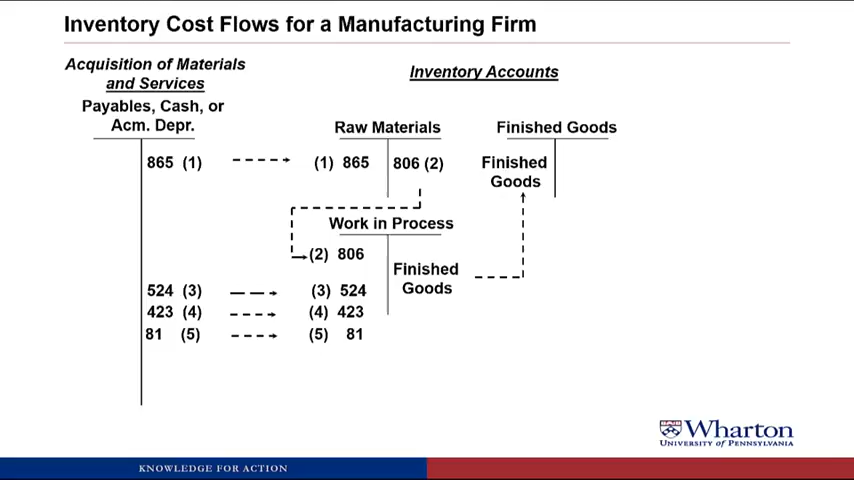 Inventory Cost Flows for a Manufacturing Firm
Acquisition of Materials
and Services
Inventory Accounts
Payables, Cash, or
Acm. Depr.
Raw Materials
Finished Goods
865 (1)
(1) 865
806 (2)
Finished
Goods
Work in Process
(2) 806
Finished
Goods
524 (3)
(3) 524
423 (4)
(4) 423
81 (5)
(5) 81
Wharton
UNIVERSITY of PENNSYLVANIA
KNOWLEDGE FOR ACTION